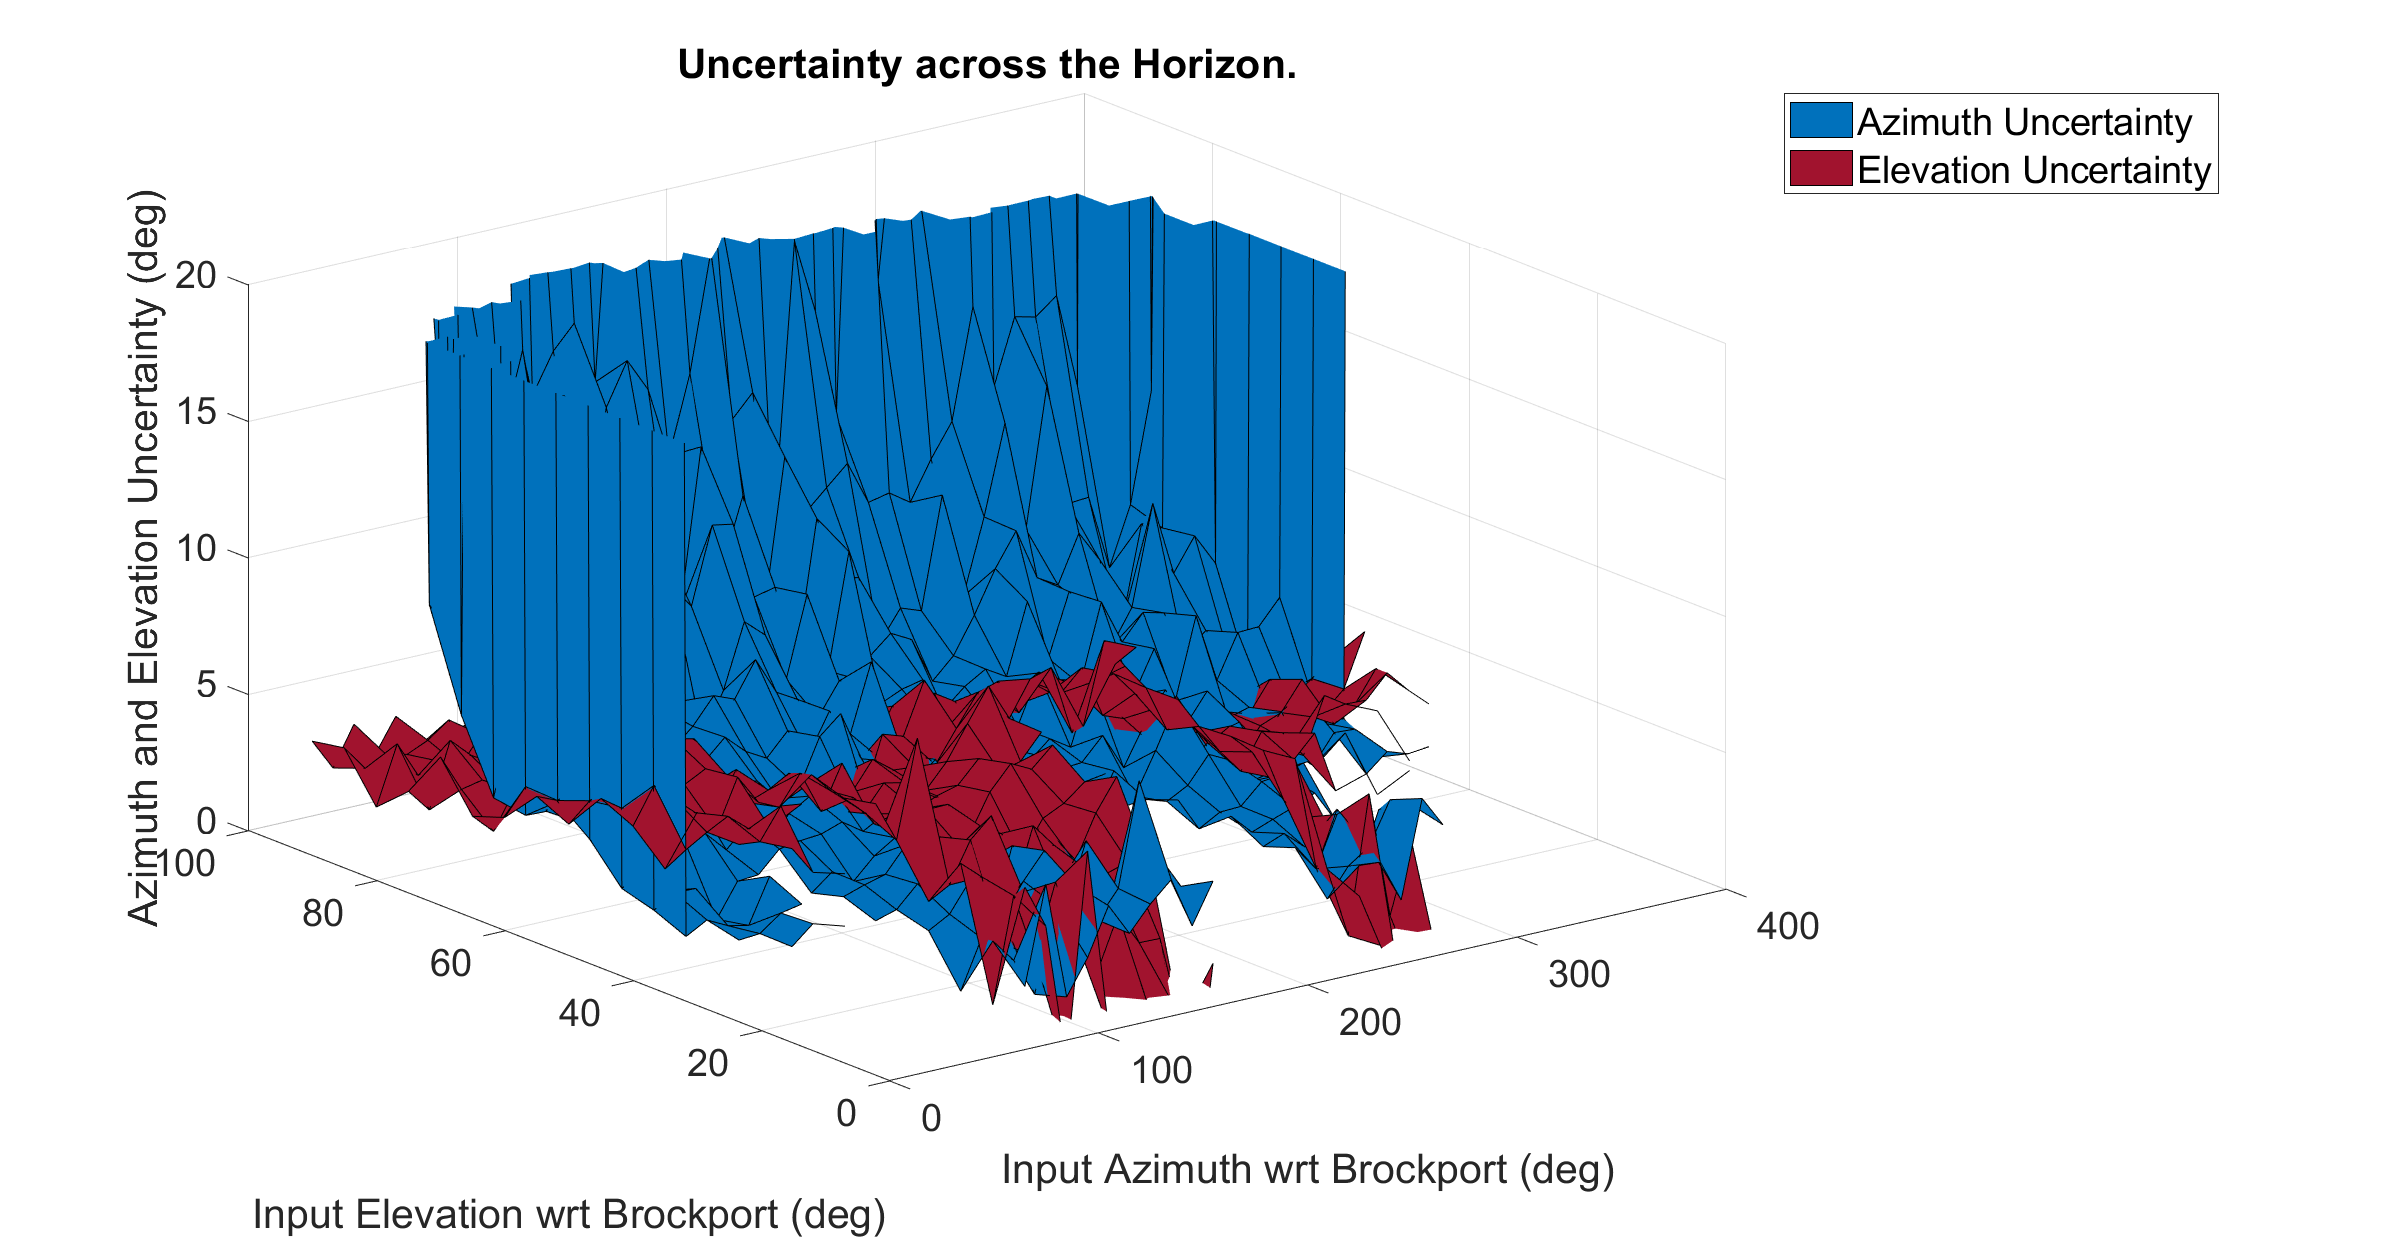 Uncertainty across the Horizon.
Azimuth Uncertainty
Elevation Uncertainty
Azimuth and Elevation Uncertainty (deg)
20
15
10
5
0
100
80
60
40
20
0
0
100
200
300
400
Input Azimuth wrt Brockport (deg)
Input Elevation wrt Brockport (deg)